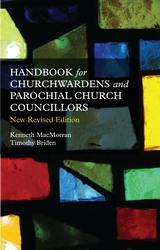 HANDBOOK for
CHURCHWARDENS and
PAROCHIAL CHURCH
COUNCILLORS
New Revised Edition
Kenneth MacMorran
Timothy Briden